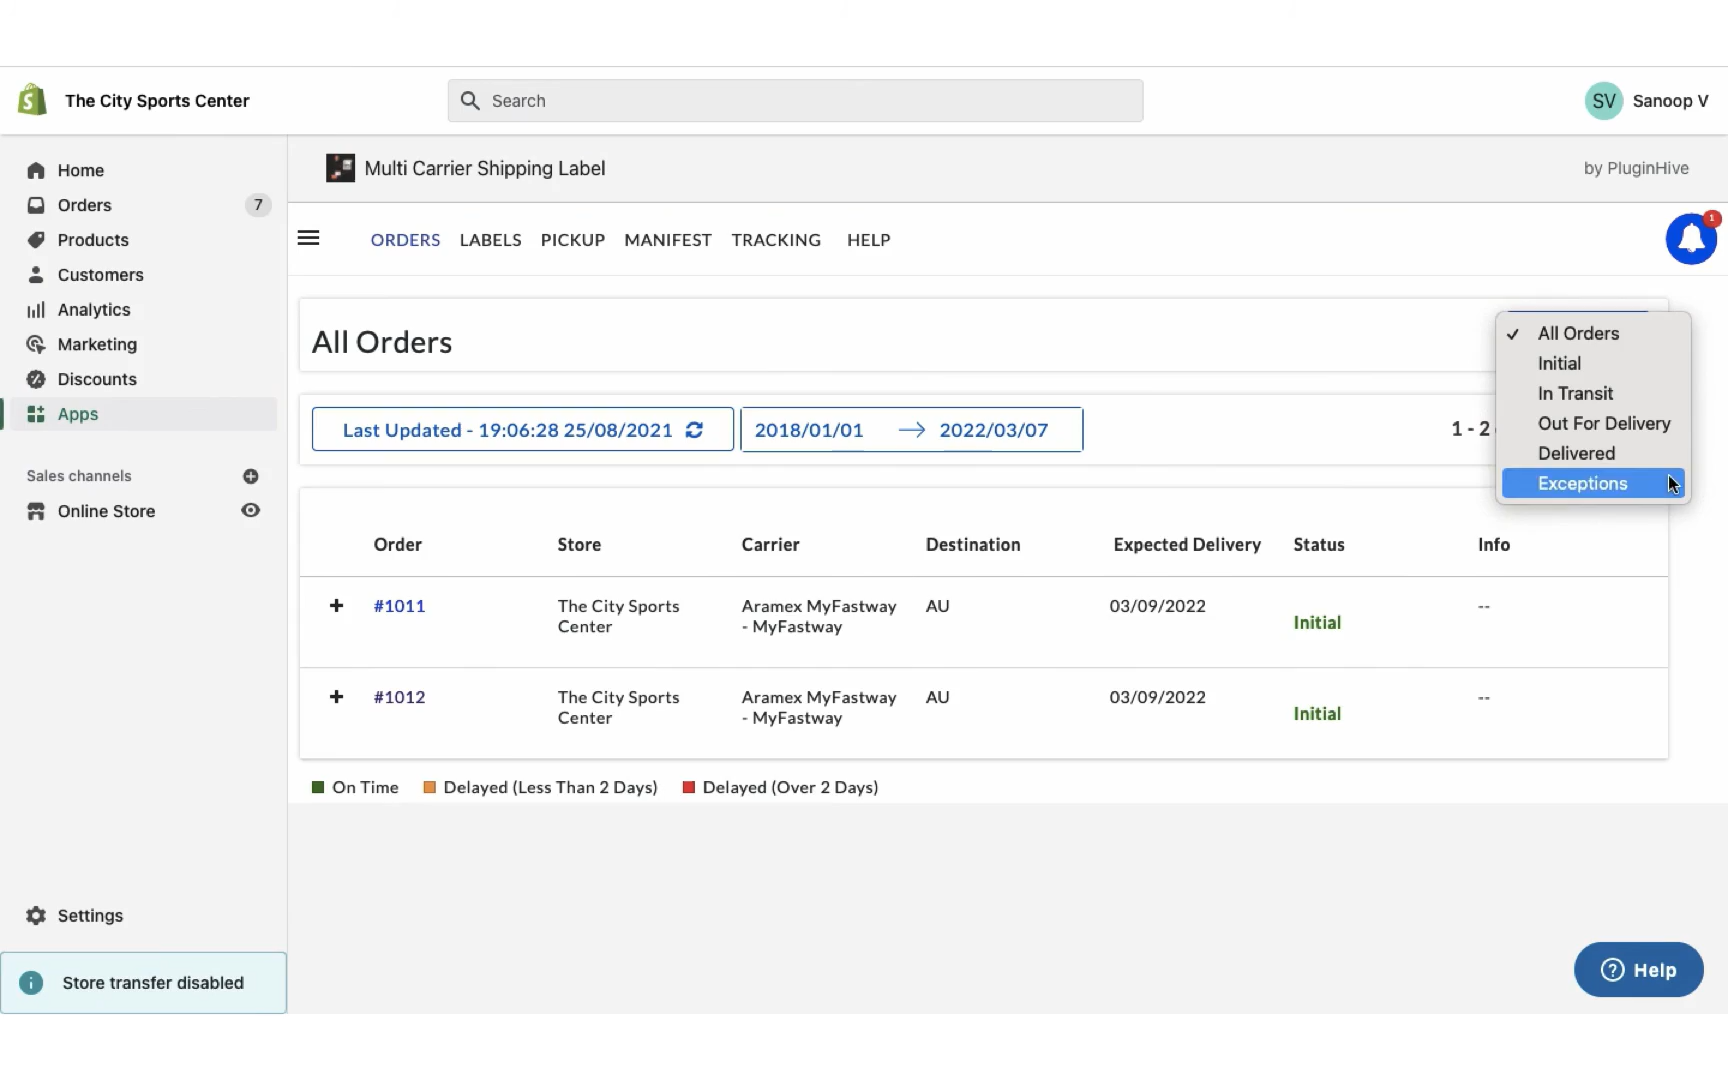 The City Sports Center
Search
SV
Sanoop V
Home
Orders
7
Products
Customers
Analytics
Marketing
Discounts
Apps
Sales channels
Online Store
Settings
Store transfer disabled
Multi Carrier Shipping Label
by PluginHive
ORDERS LABELS PICKUP MANIFEST TRACKING HELP
1
All Orders
✓ All Orders
Initial
In Transit
Out For Delivery
Delivered
Exceptions
Last Updated - 19:06:28 25/08/2021
2018/01/01 → 2022/03/07
1 - 2
Order Store Carrier Destination Expected Delivery Status Info
+ #1011 The City Sports Aramex MyFastway AU 03/09/2022 --
Center - MyFastway
Initial
+ #1012 The City Sports Aramex MyFastway AU 03/09/2022 --
Center - MyFastway
Initial
On Time Delayed (Less Than 2 Days) Delayed (Over 2 Days)
? Help